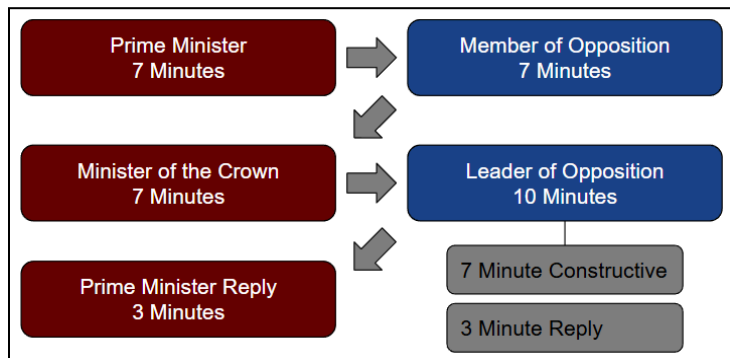 Prime Minister
7 Minutes
Member of Opposition
7 Minutes
Minister of the Crown
7 Minutes
Leader of Opposition
10 Minutes
7 Minute Constructive
3 Minute Reply
Prime Minister Reply
3 Minutes